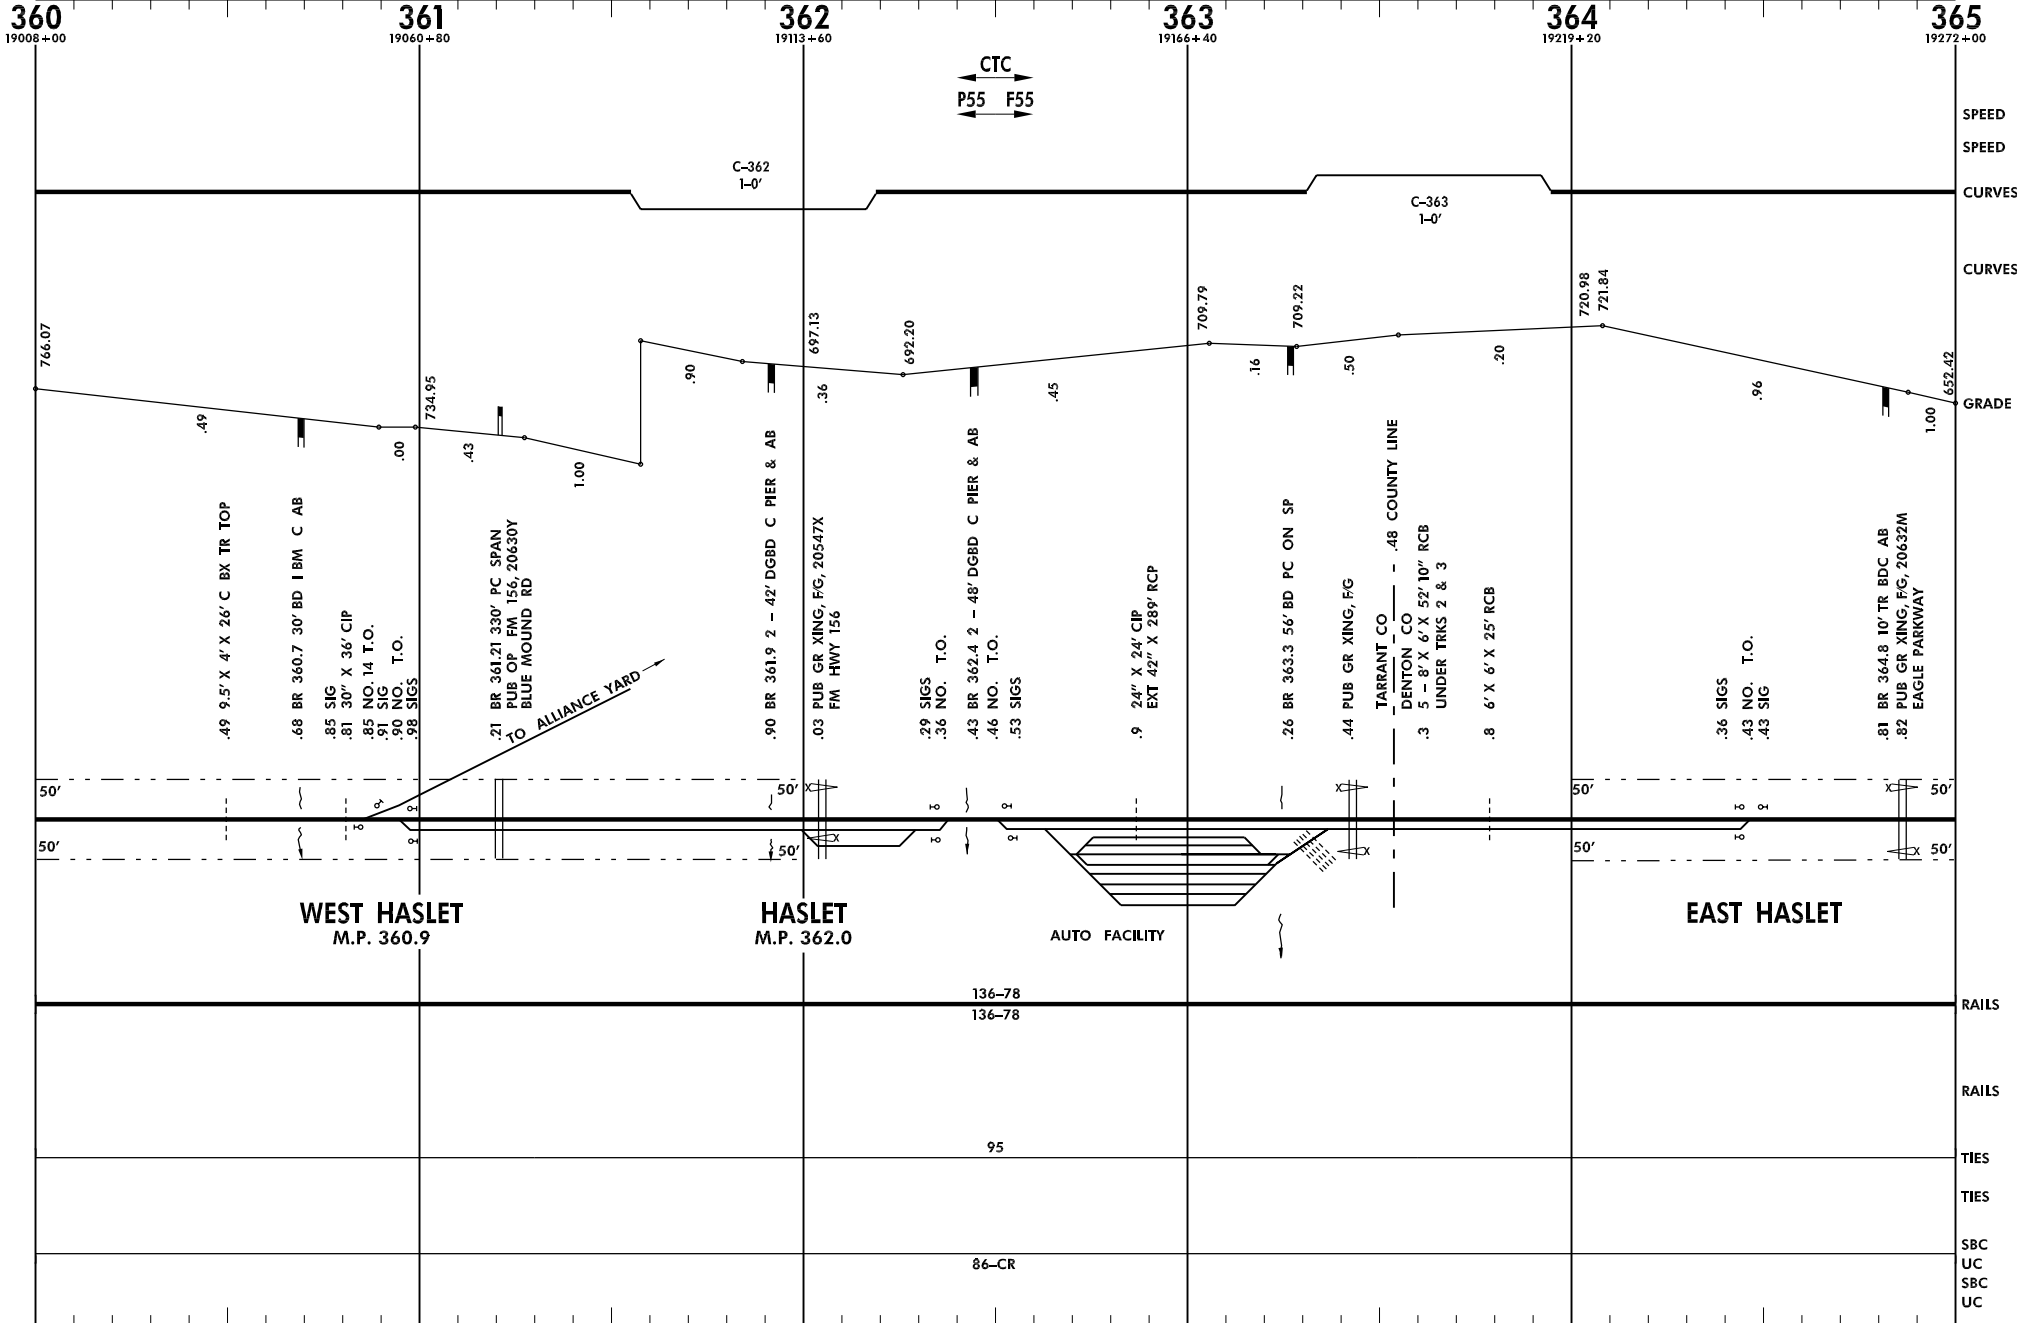 360 361 362 363 364 365
19008+00 19060+80 19113+60 19166+40 19219+20 19272+00
CTC
P55 F55
SPEED
SPEED
C–362
1–0'
CURVES
C–363
1–0'
CURVES
766.07
734.95
697.13
692.20
709.79
709.22
720.98
721.84
652.42
GRADE
.49
.00
.43
1.00
.90
.36
.45
.16
.50
.20
.96
1.00
.49 9.5' X 4' X 26' C BX TR TOP
.68 BR 360.7 30' BD I BM C AB
.85 SIG
.81 30" X 36' CIP
.85 NO. 14 T.O.
.91 SIG
.90 NO. T.O.
.98 SIGS
.21 BR 361.21 330' PC SPAN
PUB OP FM 156, 20630Y
BLUE MOUND RD
TO ALLIANCE YARD
.90 BR 361.9 2 – 42' DGBD C PIER & AB
.03 PUB GR XING, F/G, 20547X
FM HWY 156
.29 SIGS
.36 NO. T.O.
.43 BR 362.4 2 – 48' DGBD C PIER & AB
.46 NO. T.O.
.53 SIGS
.9 24" X 24' CIP
EXT 42" X 289' RCP
.26 BR 363.3 56' BD PC ON SP
.44 PUB GR XING, F/G
TARRANT CO
.48 COUNTY LINE
DENTON CO
.3 5 – 8' X 6' X 52'10" RCB
UNDER TRKS 2 & 3
.8 6' X 6' X 25' RCB
.36 SIGS
.43 NO. T.O.
.43 SIG
.81 BR 364.8 10' TR BDC AB
.82 PUB GR XING, F/G, 20632M
EAGLE PARKWAY
50' 50' 50' 50'
X X X
X X X
50' 50' 50' 50'
WEST HASLET
M.P. 360.9
HASLET
M.P. 362.0
AUTO FACILITY
EAST HASLET
136–78
136–78
RAILS
RAILS
95
TIES
TIES
86–CR
SBC
UC
SBC
UC